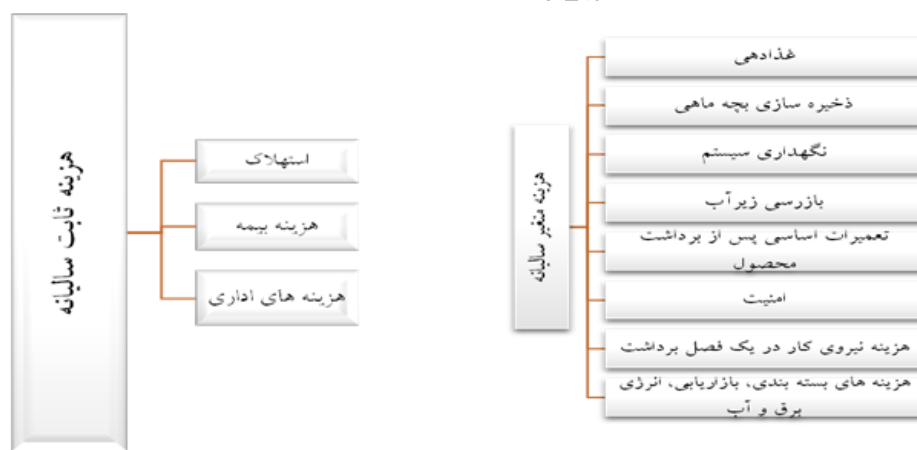 هزینه متغیر سالیانه
غذادهی
ذخیره سازی بچه ماهی
نگهداری سیستم
بازرسی زیرآب
تعمیرات اساسی پس از برداشت
محصول
امنیت
هزینه نیروی کار در یک فصل برداشت
هزینه های بسته بندی، بازاریابی، انرژی
برق و آب
هزینه ثابت سالیانه
استهلاک
هزینه بیمه
هزینه های اداری